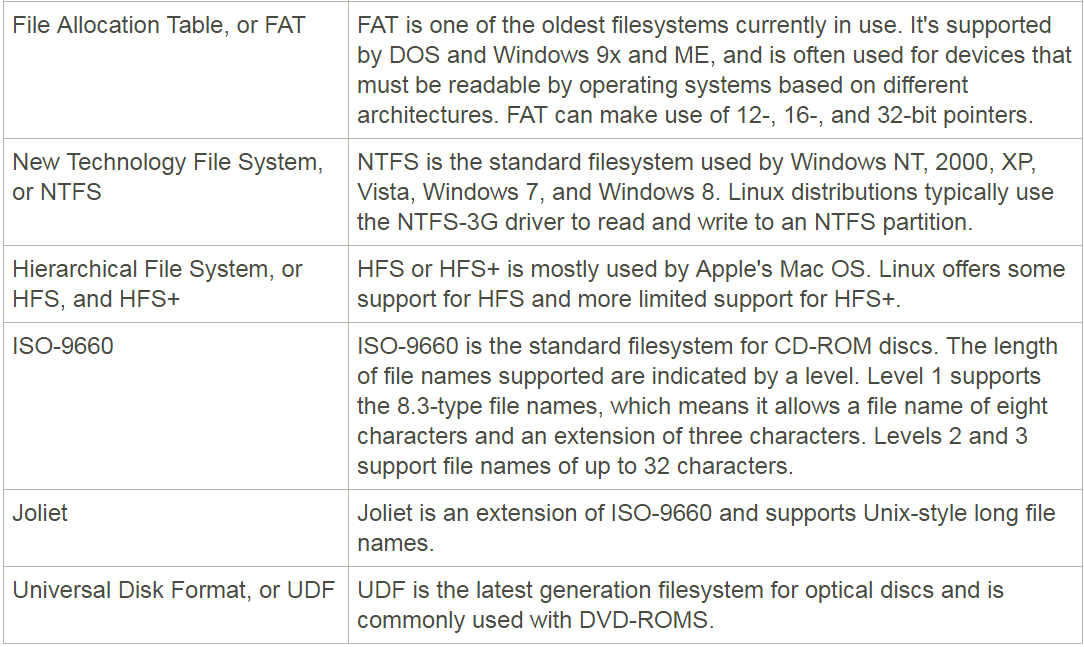 File Allocation Table, or FAT
FAT is one of the oldest filesystems currently in use. It's supported
by DOS and Windows 9x and ME, and is often used for devices that
must be readable by operating systems based on different
architectures. FAT can make use of 12-, 16-, and 32-bit pointers.
New Technology File System,
or NTFS
NTFS is the standard filesystem used by Windows NT, 2000, XP,
Vista, Windows 7, and Windows 8. Linux distributions typically use
the NTFS-3G driver to read and write to an NTFS partition.
Hierarchical File System, or
HFS, and HFS+
HFS or HFS+ is mostly used by Apple's Mac OS. Linux offers some
support for HFS and more limited support for HFS+.
ISO-9660
ISO-9660 is the standard filesystem for CD-ROM discs. The length
of file names supported are indicated by a level. Level 1 supports
the 8.3-type file names, which means it allows a file name of eight
characters and an extension of three characters. Levels 2 and 3
support file names of up to 32 characters.
Joliet
Joliet is an extension of ISO-9660 and supports Unix-style long file
names.
Universal Disk Format, or UDF
UDF is the latest generation filesystem for optical discs and is
commonly used with DVD-ROMS.